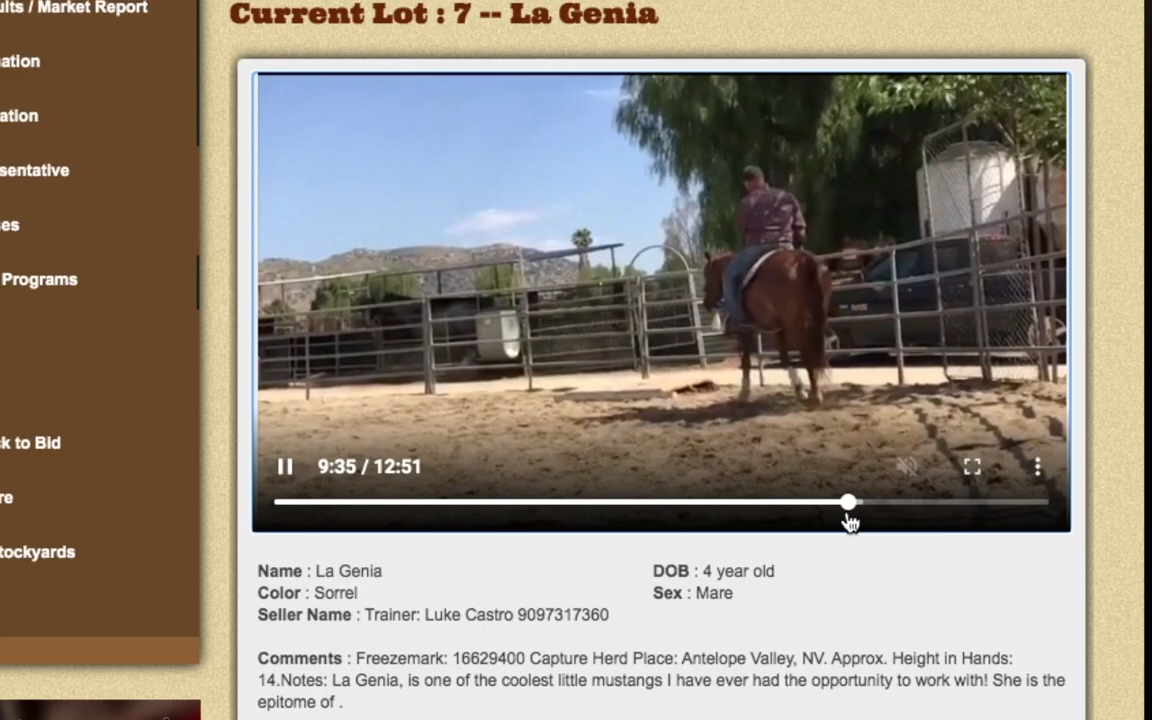 ults / Market Report
Current Lot : 7 -- La Genia
ation
ation
sentative
ses
Programs
ck to Bid
re
tockyards
9:35 / 12:51
Name : La Genia
DOB : 4 year old
Color : Sorrel
Sex : Mare
Seller Name : Trainer: Luke Castro 9097317360
Comments : Freezemark: 16629400 Capture Herd Place: Antelope Valley, NV. Approx. Height in Hands:
14.Notes: La Genia, is one of the coolest little mustangs I have ever had the opportunity to work with! She is the
epitome of .